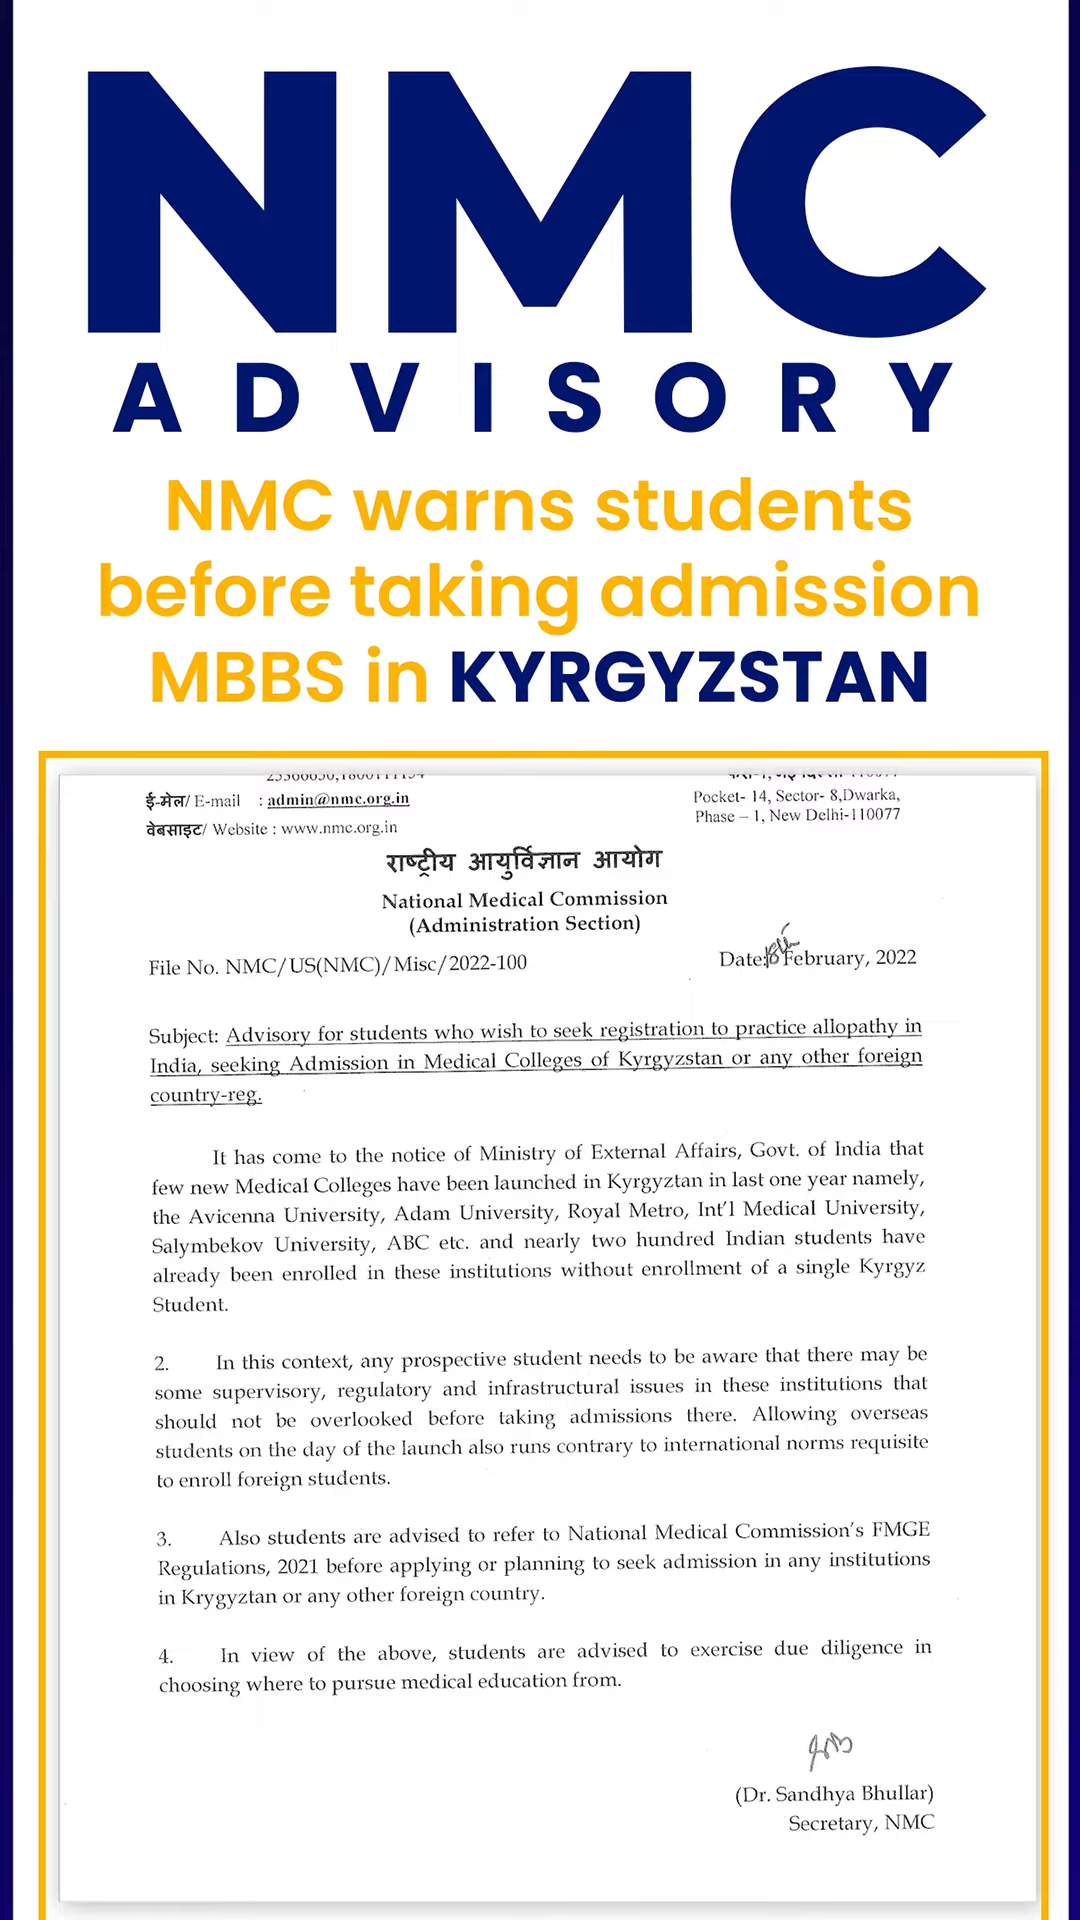 NMC
ADVISORY
NMC warns students
before taking admission
MBBS in KYRGYZSTAN
ई-मेल/ E-mail : admin@nmc.org.in
वेबसाइट/ Website : www.nmc.org.in
Pocket- 14, Sector- 8,Dwarka,
Phase – 1, New Delhi-110077
राष्ट्रीय आयुर्विज्ञान आयोग
National Medical Commission
(Administration Section)
File No. NMC/US(NMC)/Misc/2022-100
Date: February, 2022
Subject: Advisory for students who wish to seek registration to practice allopathy in
India, seeking Admission in Medical Colleges of Kyrgyzstan or any other foreign
country-reg.
It has come to the notice of Ministry of External Affairs, Govt. of India that
few new Medical Colleges have been launched in Kyrgyztan in last one year namely,
the Avicenna University, Adam University, Royal Metro, Int'l Medical University,
Salymbekov University, ABC etc. and nearly two hundred Indian students have
already been enrolled in these institutions without enrollment of a single Kyrgyz
Student.
2. In this context, any prospective student needs to be aware that there may be
some supervisory, regulatory and infrastructural issues in these institutions that
should not be overlooked before taking admissions there. Allowing overseas
students on the day of the launch also runs contrary to international norms requisite
to enroll foreign students.
3. Also students are advised to refer to National Medical Commission's FMGE
Regulations, 2021 before applying or planning to seek admission in any institutions
in Krygyztan or any other foreign country.
4. In view of the above, students are advised to exercise due diligence in
choosing where to pursue medical education from.
(Dr. Sandhya Bhullar)
Secretary, NMC